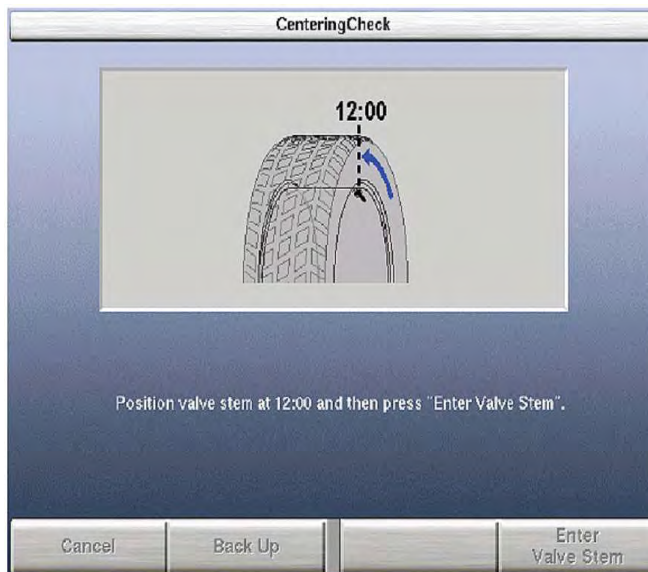 CenteringCheck
12:00
Position valve stem at 12:00 and then press "Enter Valve Stem".
Cancel
Back Up
Enter
Valve Stem